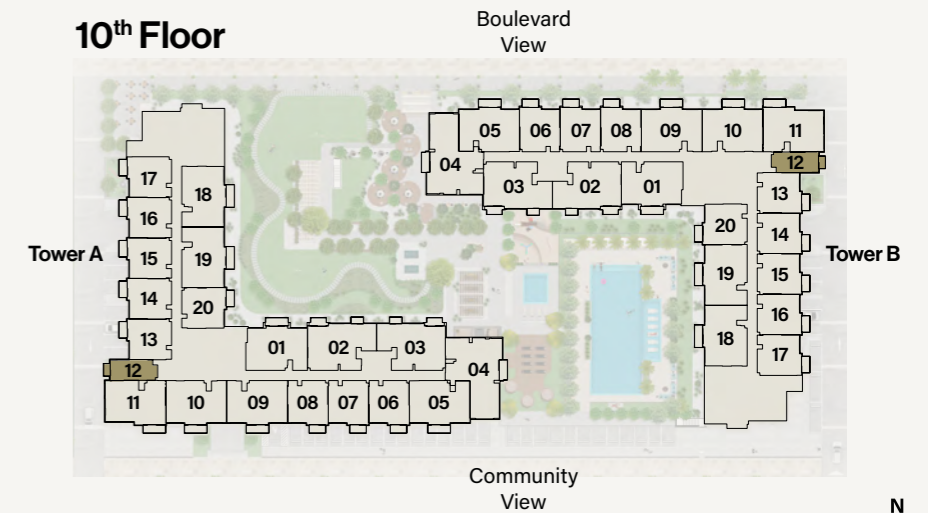 10th Floor
Boulevard
View
05 06 07 08 09 10 11
04
12
03 02 01
13
17
18
16
20
14
Tower A
Tower B
15
19
19
15
14
20
16
13
01 02 03
18
17
12
04
11 10 09 08 07 06 05
Community
View
N